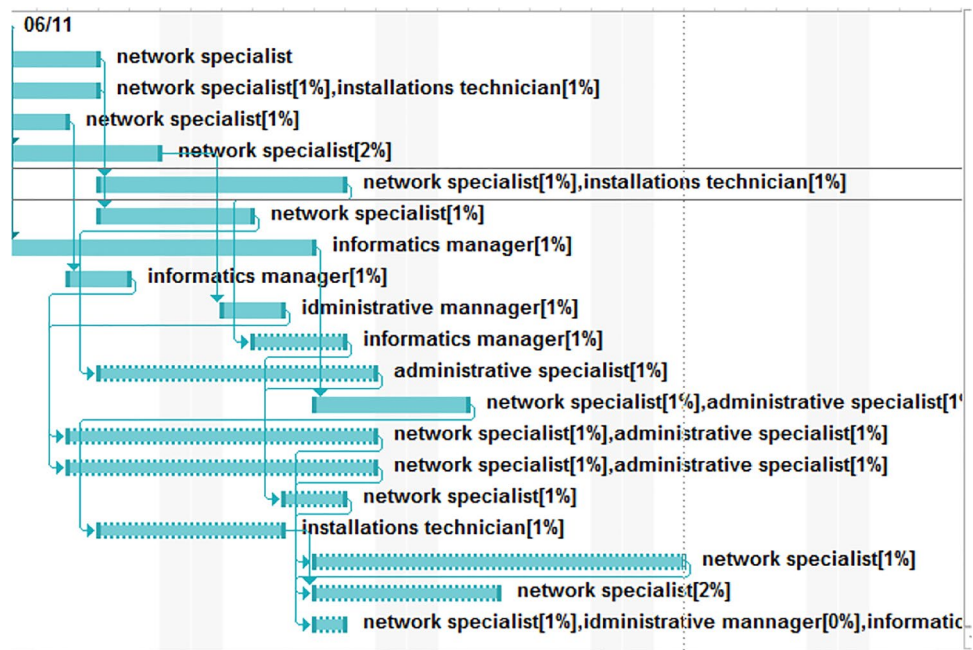 06/11
network specialist
network specialist[1%],installations technician[1%]
network specialist[1%]
network specialist[2%]
network specialist[1%],installations technician[1%]
network specialist[1%]
informatics manager[1%]
informatics manager[1%]
idministrative mannager[1%]
informatics manager[1%]
administrative specialist[1%]
network specialist[1%],administrative specialist[1%
network specialist[1%],administrative specialist[1%]
network specialist[1%],administrative specialist[1%]
network specialist[1%]
installations technician[1%]
network specialist[1%]
network specialist[2%]
network specialist[1%],idministrative mannager[0%],informatic